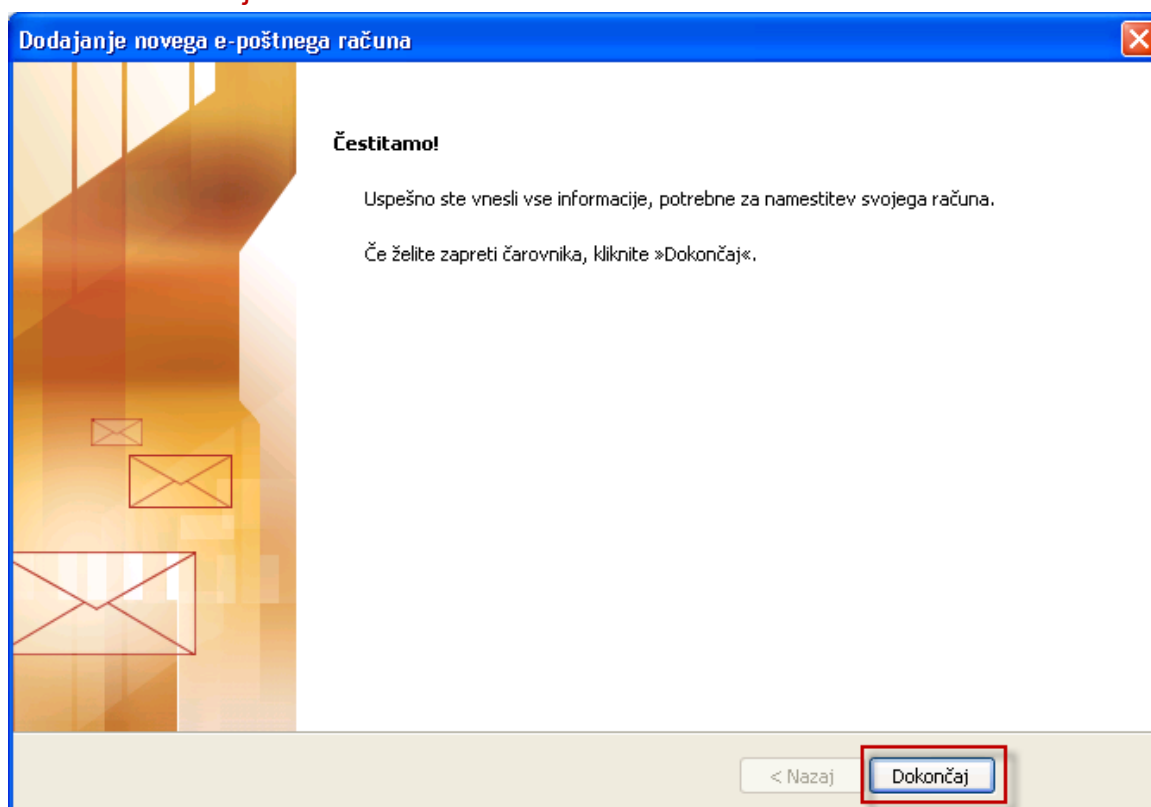 Dodajanje novega e-poštnega računa
Čestitamo!
Uspešno ste vnesli vse informacije, potrebne za namestitev svojega računa.
Če želite zapreti čarovnika, kliknite »Dokončaj«.
< Nazaj
Dokončaj